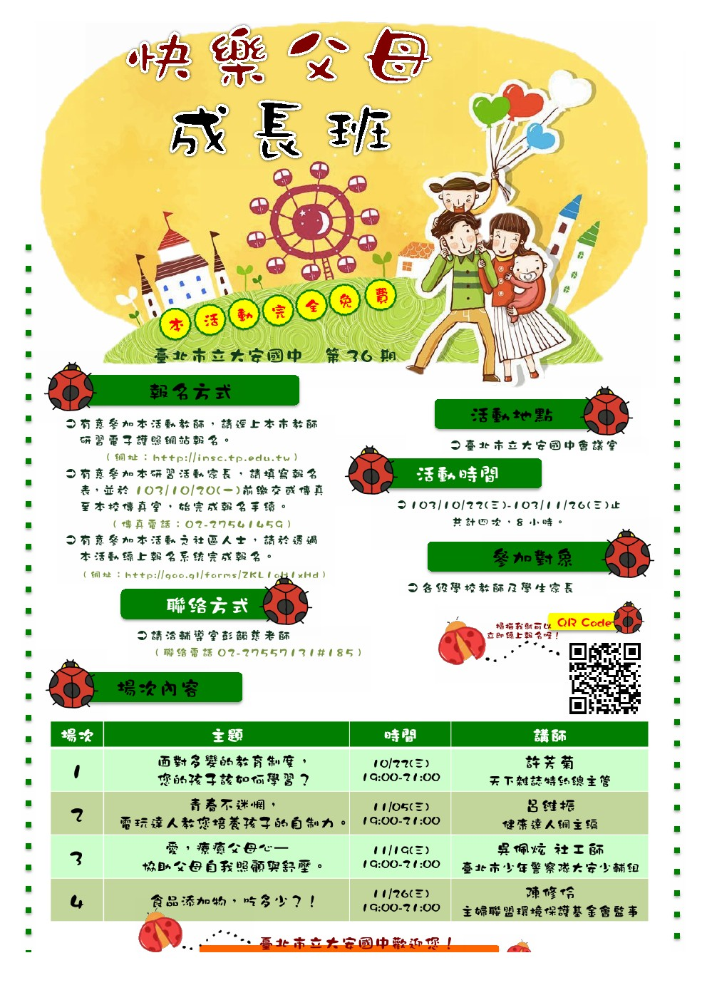 快樂父母
成長班
本活動完全免費
臺北市立大安國中　第36期
報名方式
➲有意參加本活動教師，請逕上本市教師
研習電子護照網站報名。
（網址：http://insc.tp.edu.tw）
➲有意參加本研習活動家長，請填寫報名
表，並於 103/10/20(一)前繳交或傳真
至本校傳真室，始完成報名手續。
（傳真電話：02-27541459）
➲有意參加本活動之社區人士，請於透過
本活動線上報名系統完成報名。
（網址：http://goo.gl/forms/ZKL1oH1xHd）
聯絡方式
➲請洽輔導室彭韻慈老師
（聯絡電話 02-27557131#185）
活動地點
➲臺北市立大安國中會議室
活動時間
➲103/10/22(三)-103/11/26(三)止
共計四次，8小時。
參加對象
➲各級學校教師及學生家長
掃描我就可以
立即線上報名喔！
QR Code
場次內容
場次 主題 時間 講師
1 面對多變的教育制度，
您的孩子該如何學習？
10/22(三)
19:00-21:00
許芳菊
天下雜誌特約總主管
2 青春不迷惘，
電玩達人教您培養孩子的自制力。
11/05(三)
19:00-21:00
呂維振
健康達人網主編
3 愛，療癒父母心—
協助父母自我照顧與舒壓。
11/19(三)
19:00-21:00
吳佩炫 社工師
臺北市少年警察隊大安少輔組
4 食品添加物，吃多少？！
11/26(三)
19:00-21:00
陳修伶
主婦聯盟環境保護基金會監事
臺北市立大安國中歡迎您！